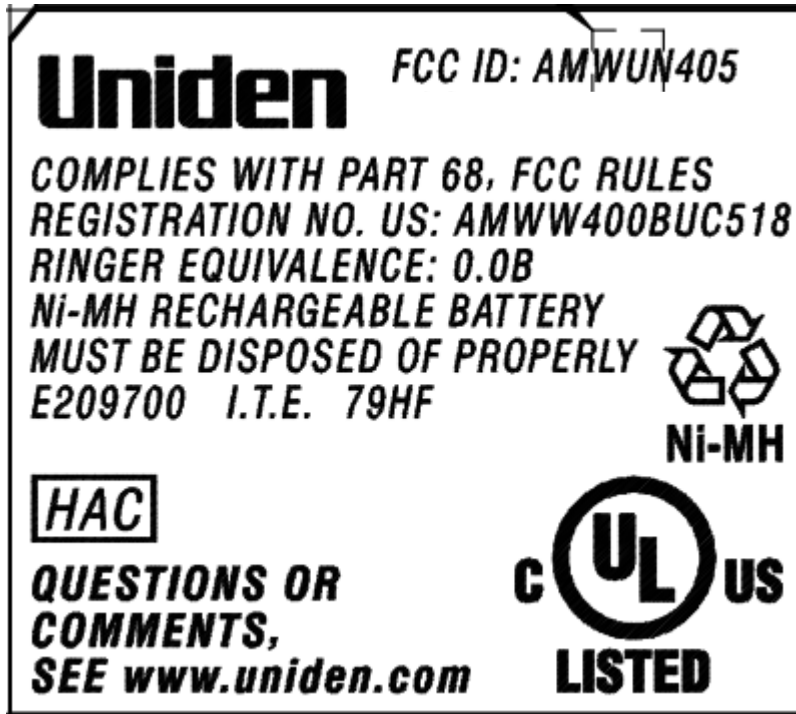 Uniden FCC ID: AMWUN405
COMPLIES WITH PART 68, FCC RULES
REGISTRATION NO. US: AMWW400BUC518
RINGER EQUIVALENCE: 0.0B
Ni-MH RECHARGEABLE BATTERY
MUST BE DISPOSED OF PROPERLY
E209700 I.T.E. 79HF
Ni-MH
HAC
QUESTIONS OR
COMMENTS,
SEE www.uniden.com
C UL US
LISTED